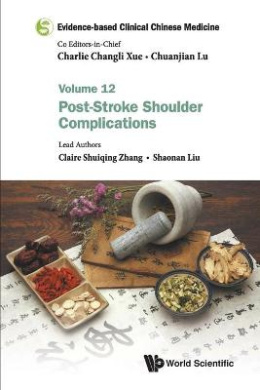 Evidence-based Clinical Chinese Medicine
Co Editors-in-Chief
Charlie Changli Xue • Chuanjian Lu
Volume 12
Post-Stroke Shoulder
Complications
Lead Authors
Claire Shuiqing Zhang • Shaonan Liu
World Scientific